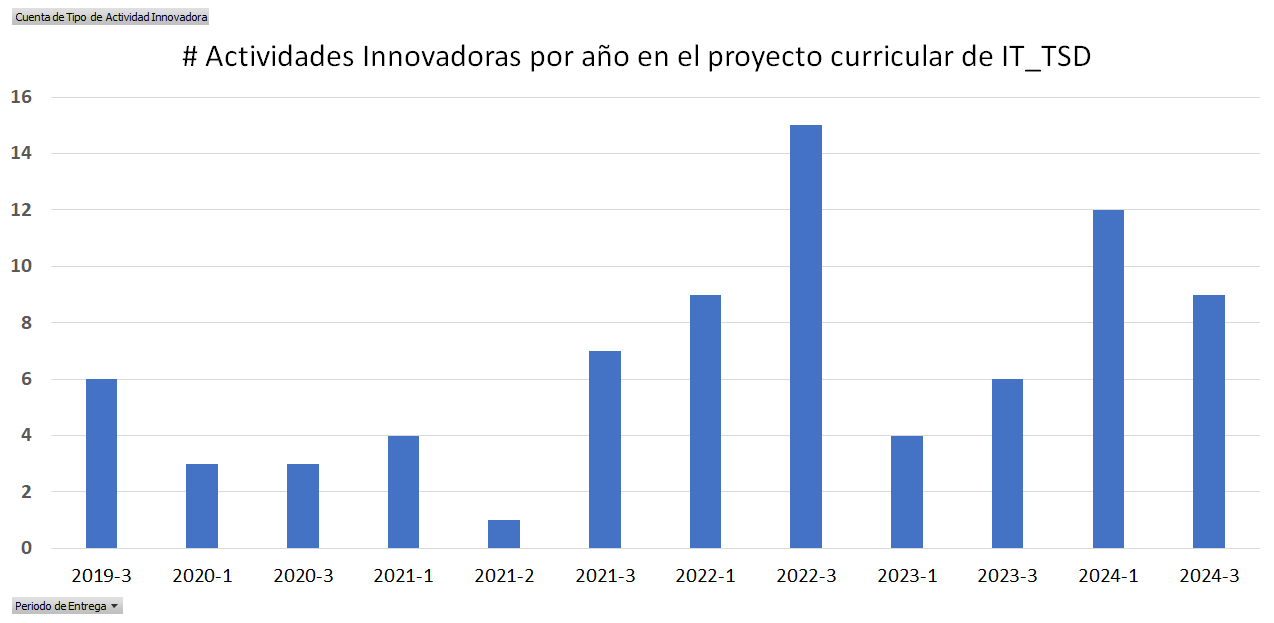 Cuenta de Tipo de Actividad Innovadora
# Actividades Innovadoras por año en el proyecto curricular de IT_TSD
16
14
12
10
8
6
4
2
0
2019-3 2020-1 2020-3 2021-1 2021-2 2021-3 2022-1 2022-3 2023-1 2023-3 2024-1 2024-3
Periodo de Entrega